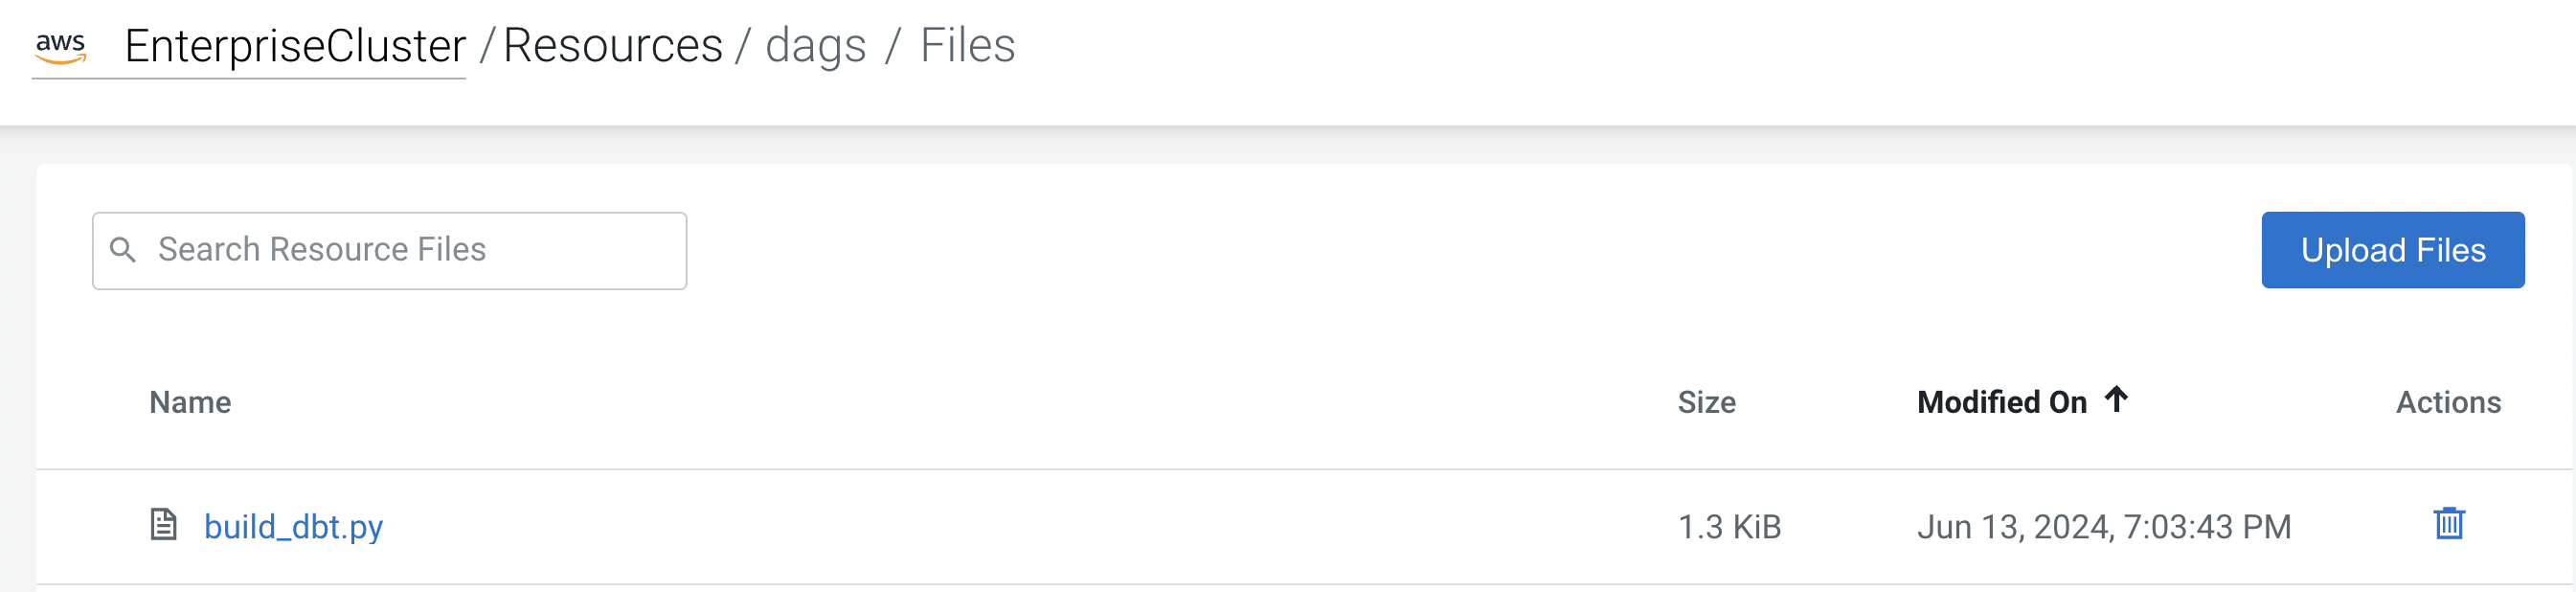 aws EnterpriseCluster / Resources / dags / Files
Search Resource Files
Upload Files
Name Size Modified On ↑ Actions
build_dbt.py 1.3 KiB Jun 13, 2024, 7:03:43 PM